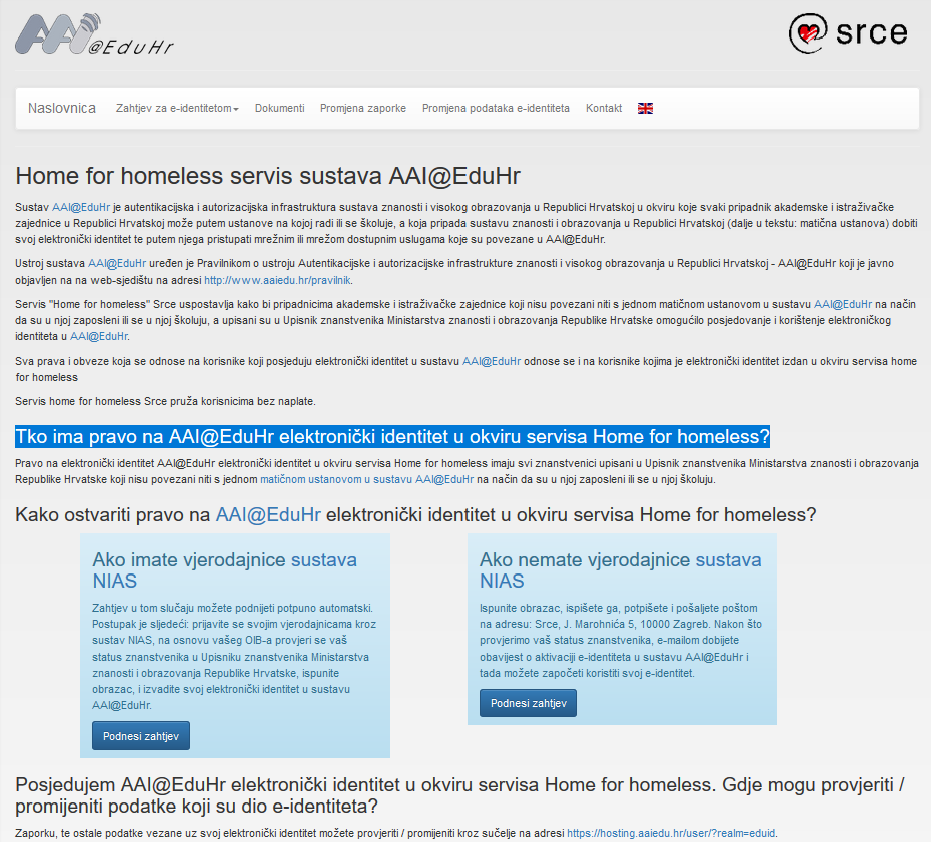 AAI@EduHr
srce
Naslovnica Zahtjev za e-identitetom Dokumenti Promjena zaporke Promjena podataka e-identiteta Kontakt
Home for homeless servis sustava AAI@EduHr
Sustav AAI@EduHr je autentikacijska i autorizacijska infrastruktura sustava znanosti i visokog obrazovanja u Republici Hrvatskoj u okviru koje svaki pripadnik akademske i istraživačke
zajednice u Republici Hrvatskoj može putem ustanove na kojoj radi ili se školuje, a koja pripada sustavu znanosti i obrazovanja u Republici Hrvatskoj (dalje u tekstu: matična ustanova) dobiti
svoj elektronički identitet te putem njega pristupati mrežnim ili mrežom dostupnim uslugama koje su povezane u AAI@EduHr.
Ustroj sustava AAI@EduHr uređen je Pravilnikom o ustroju Autentikacijske i autorizacijske infrastrukture znanosti i visokog obrazovanja u Republici Hrvatskoj - AAI@EduHr koji je javno
objavljen na na web-sjedištu na adresi http://www.aaiedu.hr/pravilnik.
Servis "Home for homeless" Srce uspostavlja kako bi pripadnicima akademske i istraživačke zajednice koji nisu povezani niti s jednom matičnom ustanovom u sustavu AAI@EduHr na način
da su u njoj zaposleni ili se u njoj školuju, a upisani su u Upisnik znanstvenika Ministarstva znanosti i obrazovanja Republike Hrvatske omogućilo posjedovanje i korištenje elektroničkog
identiteta u AAI@EduHr.
Sva prava i obveze koja se odnose na korisnike koji posjeduju elektronički identitet u sustavu AAI@EduHr odnose se i na korisnike kojima je elektronički identitet izdan u okviru servisa home
for homeless
Servis home for homeless Srce pruža korisnicima bez naplate.
Tko ima pravo na AAI@EduHr elektronički identitet u okviru servisa Home for homeless?
Pravo na elektronički identitet AAI@EduHr elektronički identitet u okviru servisa Home for homeless imaju svi znanstvenici upisani u Upisnik znanstvenika Ministarstva znanosti i obrazovanja
Republike Hrvatske koji nisu povezani niti s jednom matičnom ustanovom u sustavu AAI@EduHr na način da su u njoj zaposleni ili se u njoj školuju.
Kako ostvariti pravo na AAI@EduHr elektronički identitet u okviru servisa Home for homeless?
Ako imate vjerodajnice sustava
NIAS
Zahtjev u tom slučaju možete podnijeti potpuno automatski.
Postupak je sljedeći: prijavite se svojim vjerodajnicama kroz
sustav NIAS, na osnovu vašeg OIB-a provjeri se vaš
status znanstvenika u Upisniku znanstvenika Ministarstva
znanosti i obrazovanja Republike Hrvatske, ispunite
obrazac, i izvadite svoj elektronički identitet u sustavu
AAI@EduHr.
Podnesi zahtjev
Ako nemate vjerodajnice sustava
NIAS
Ispunite obrazac, ispišete ga, potpišete i pošaljete poštom
na adresu: Srce, J. Marohnića 5, 10000 Zagreb. Nakon što
provjerimo vaš status znanstvenika, e-mailom dobijete
obavijest o aktivaciji e-identiteta u sustavu AAI@EduHr i
tada možete započeti koristiti svoj e-identitet.
Podnesi zahtjev
Posjedujem AAI@EduHr elektronički identitet u okviru servisa Home for homeless. Gdje mogu provjeriti /
promijeniti podatke koji su dio e-identiteta?
Zaporku, te ostale podatke vezane uz svoj elektronički identitet možete provjeriti / promijeniti kroz sučelje na adresi https://hosting.aaiedu.hr/user/?realm=eduid.